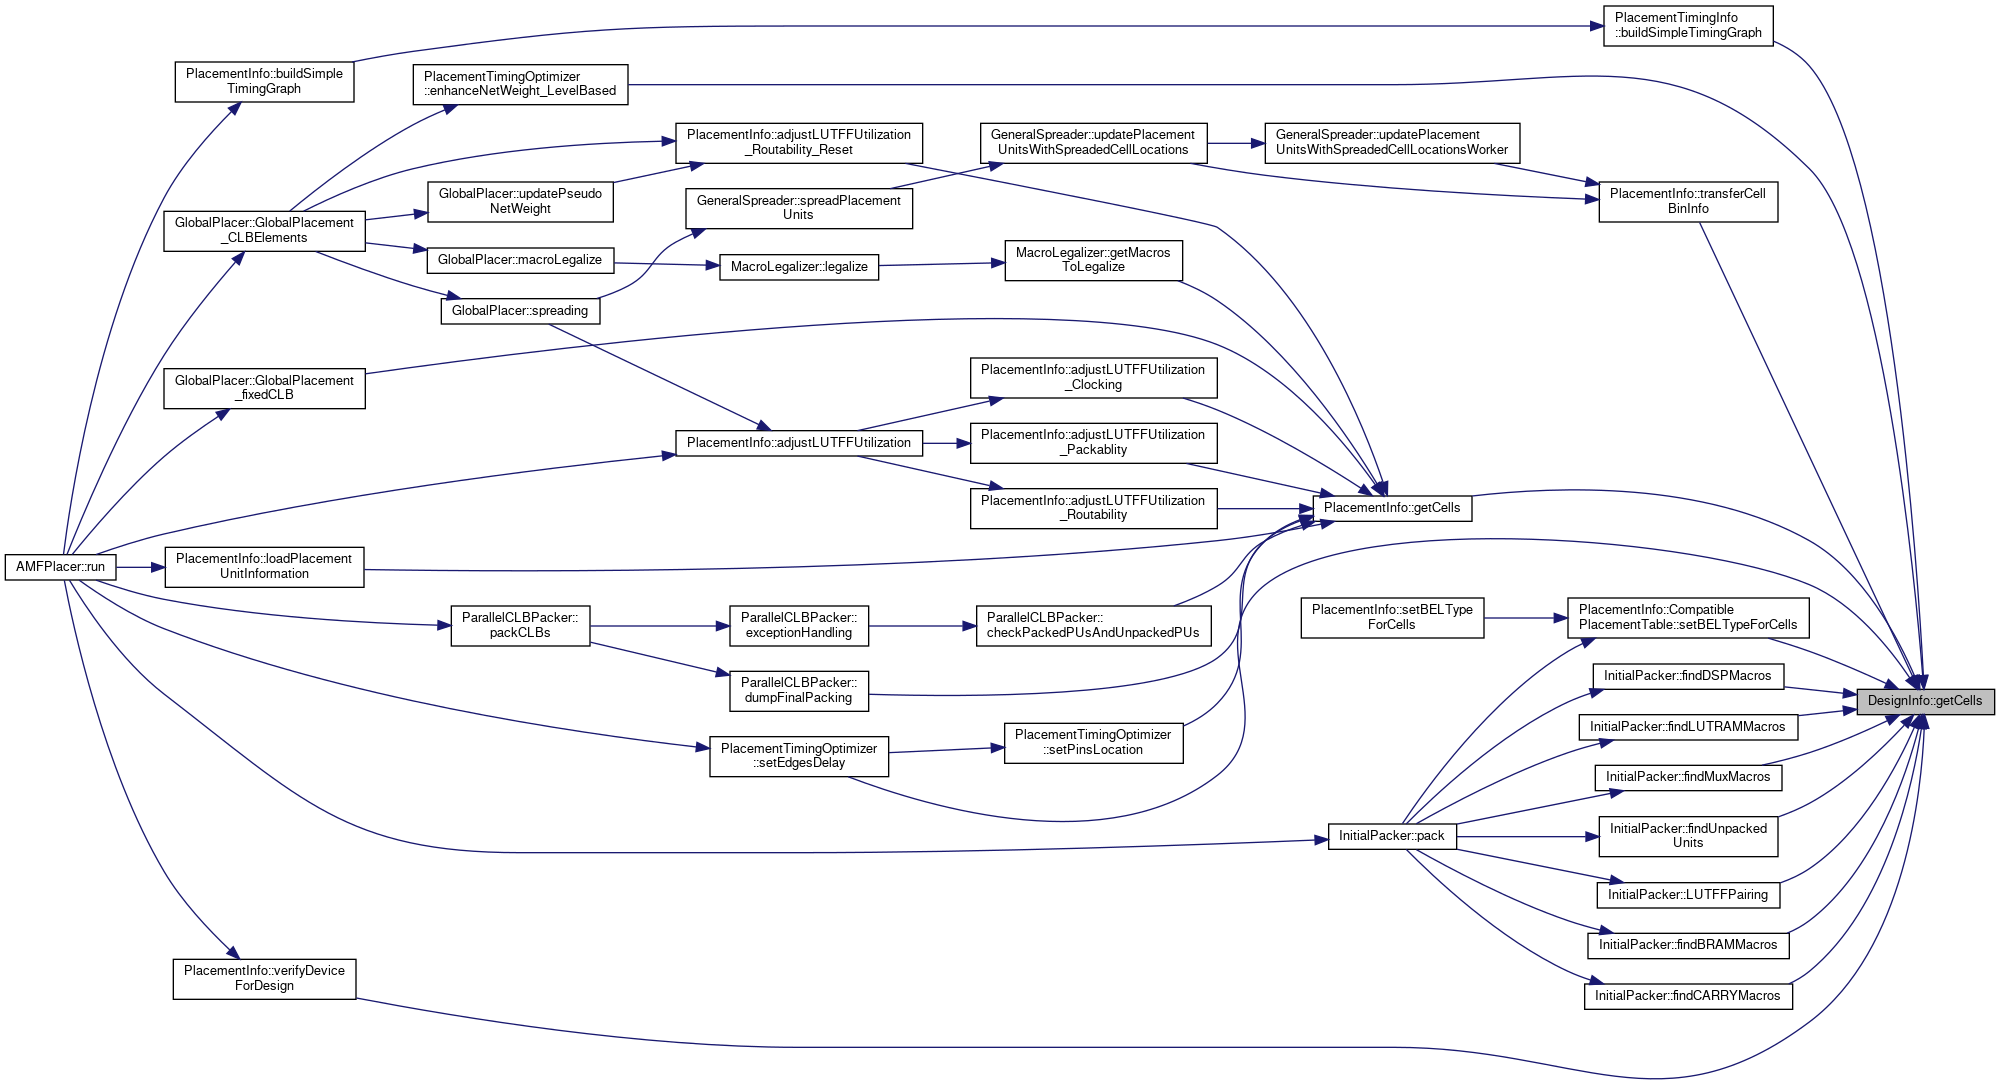 PlacementTimingInfo
::buildSimpleTimingGraph
PlacementInfo::buildSimple
TimingGraph
PlacementTimingOptimizer
::enhanceNetWeight_LevelBased
PlacementInfo::adjustLUTFFUtilization
_Routability_Reset
GeneralSpreader::updatePlacement
UnitsWithSpreadedCellLocations
GeneralSpreader::updatePlacement
UnitsWithSpreadedCellLocationsWorker
GlobalPlacer::updatePseudo
NetWeight
GeneralSpreader::spreadPlacement
Units
PlacementInfo::transferCell
BinInfo
GlobalPlacer::GlobalPlacement
_CLBElements
GlobalPlacer::macroLegalize
MacroLegalizer::legalize
MacroLegalizer::getMacros
ToLegalize
GlobalPlacer::spreading
GlobalPlacer::GlobalPlacement
_fixedCLB
PlacementInfo::adjustLUTFFUtilization
_Clocking
PlacementInfo::adjustLUTFFUtilization
PlacementInfo::adjustLUTFFUtilization
_Packablity
PlacementInfo::adjustLUTFFUtilization
_Routability
PlacementInfo::getCells
AMFPlacer::run
PlacementInfo::loadPlacement
UnitInformation
ParallelCLBPacker::
packCLBs
ParallelCLBPacker::
exceptionHandling
ParallelCLBPacker::
checkPackedPUsAndUnpackedPUs
PlacementInfo::setBELType
ForCells
PlacementInfo::Compatible
PlacementTable::setBELTypeForCells
ParallelCLBPacker::
dumpFinalPacking
InitialPacker::findDSPMacros
DesignInfo::getCells
PlacementTimingOptimizer
::setEdgesDelay
PlacementTimingOptimizer
::setPinsLocation
InitialPacker::findLUTRAMMacros
InitialPacker::findMuxMacros
InitialPacker::pack
InitialPacker::findUnpacked
Units
InitialPacker::LUTFFPairing
InitialPacker::findBRAMMacros
PlacementInfo::verifyDevice
ForDesign
InitialPacker::findCARRYMacros